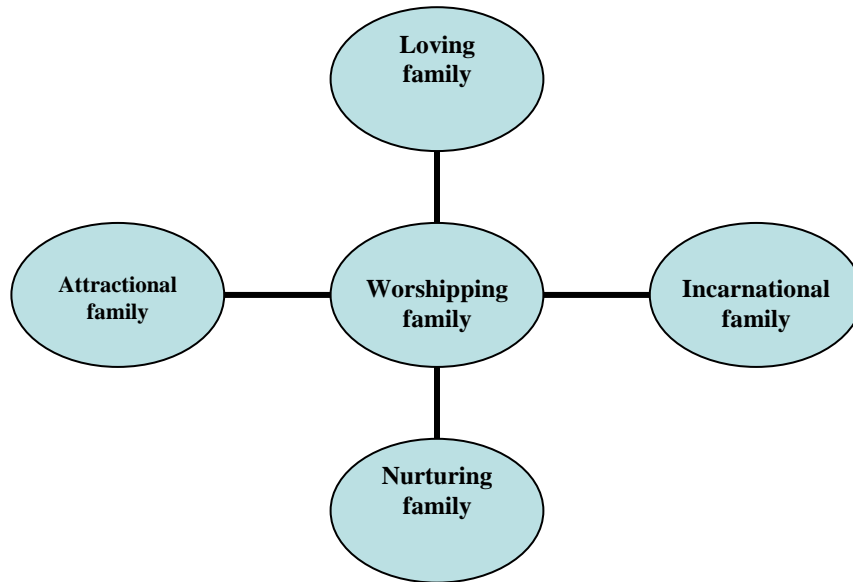 Loving
family
Attractional
family
Worshipping
family
Incarnational
family
Nurturing
family